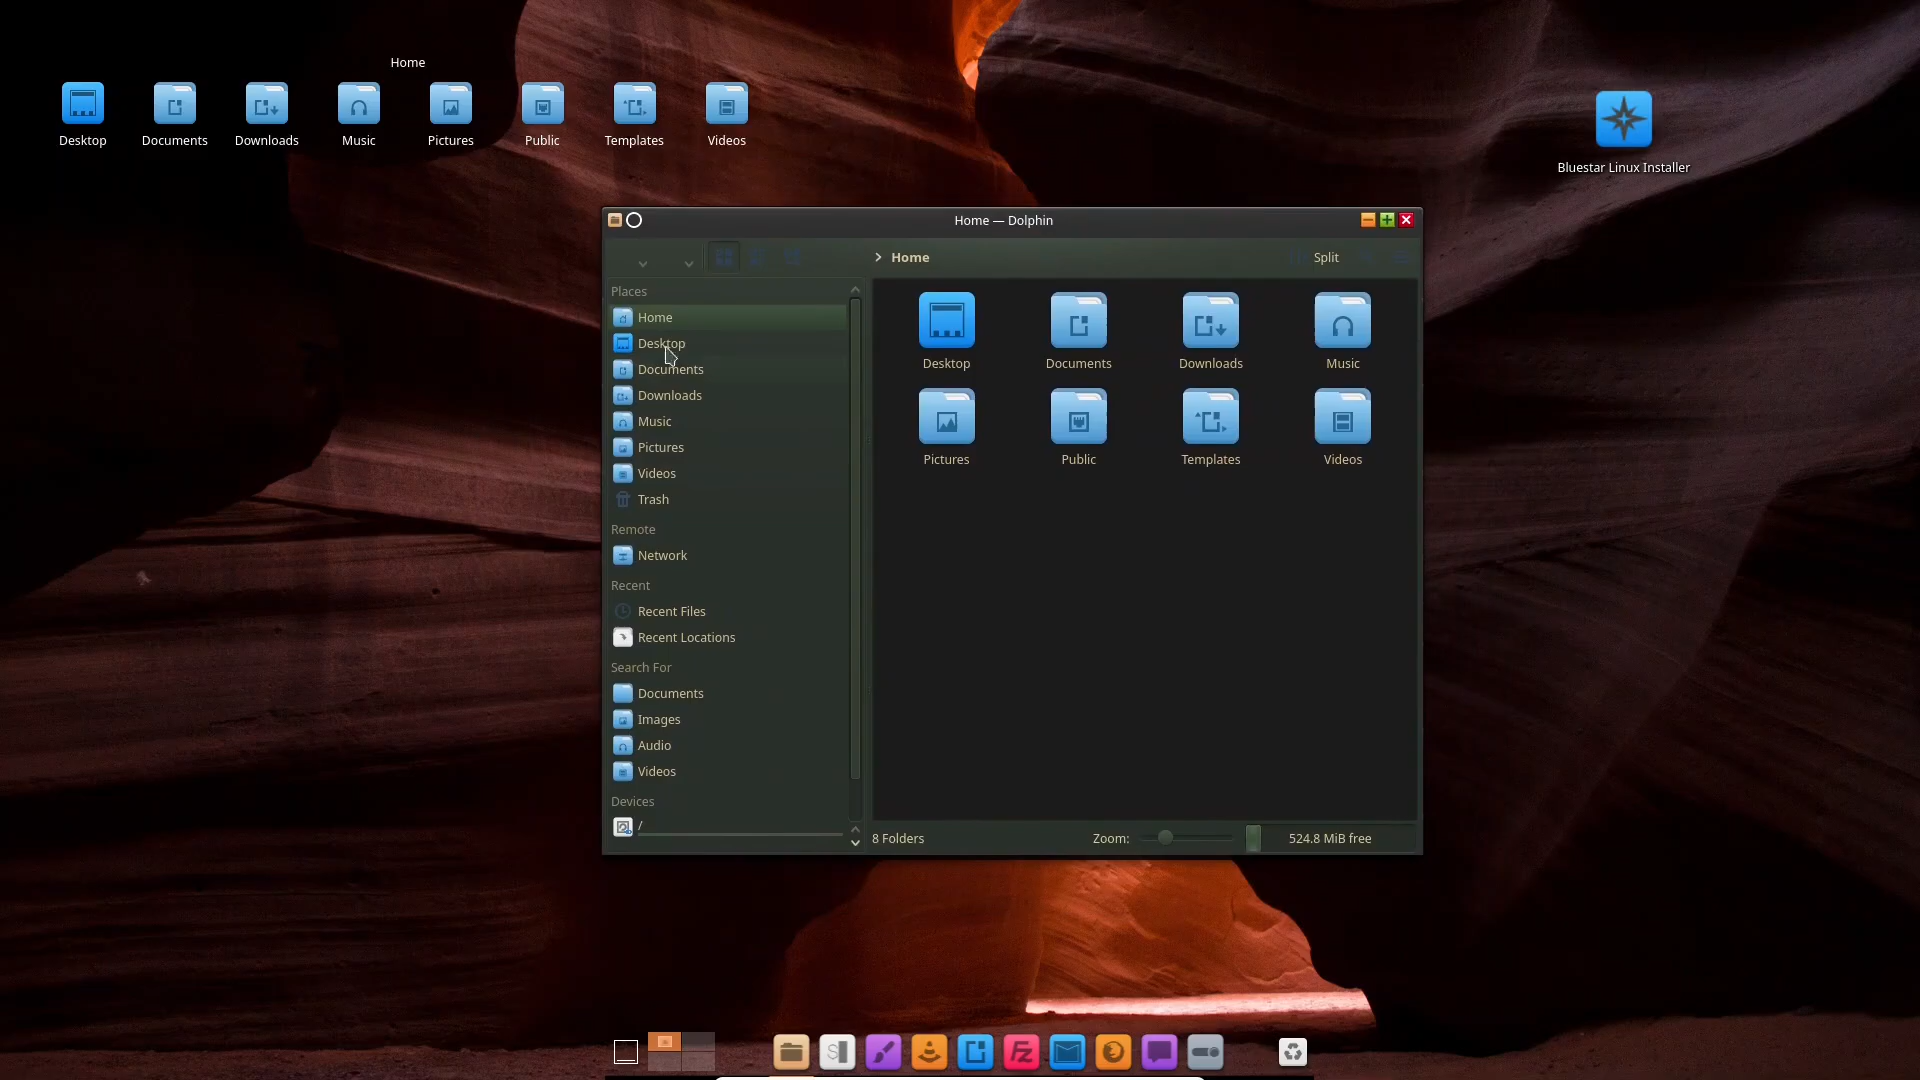 Home
Desktop
Documents
Downloads
Music
Pictures
Public
Templates
Videos
Bluestar Linux Installer
Home — Dolphin
Home
Split
Places
Home
Desktop
Documents
Downloads
Music
Pictures
Videos
Trash
Remote
Network
Recent
Recent Files
Recent Locations
Search For
Documents
Images
Audio
Videos
Devices
/
Desktop
Documents
Downloads
Music
Pictures
Public
Templates
Videos
8 Folders
Zoom:
524.8 MiB free